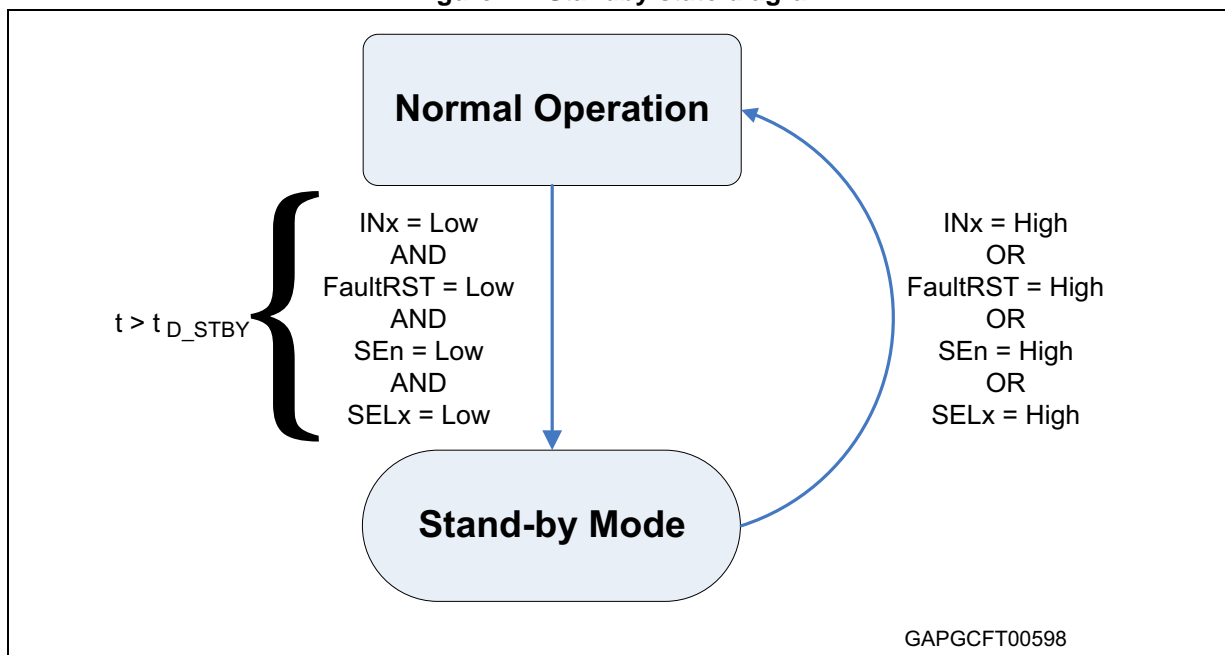 Normal Operation
t > t D_STBY
{
INx = Low
AND
FaultRST = Low
AND
SEn = Low
AND
SELx = Low
INx = High
OR
FaultRST = High
OR
SEn = High
OR
SELx = High
Stand-by Mode
GAPGCFT00598